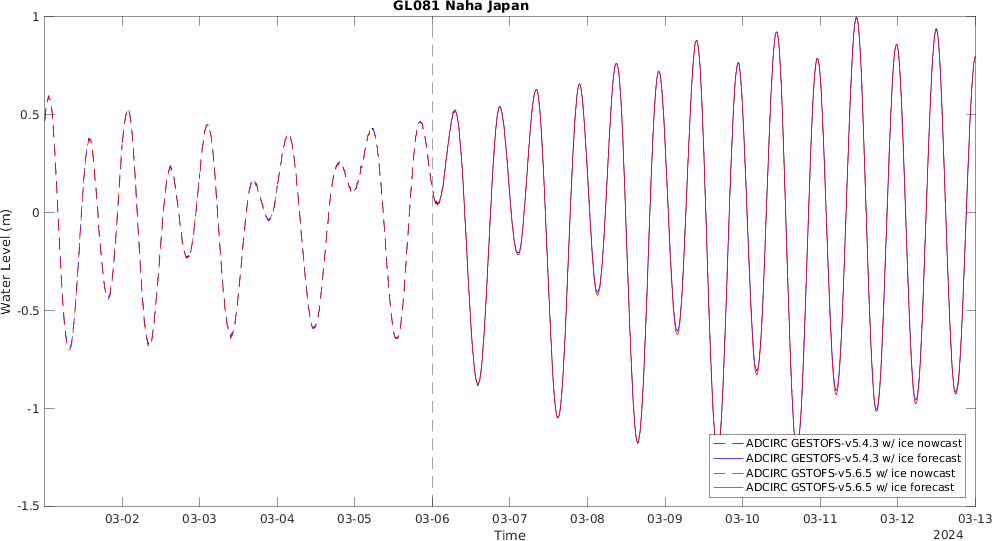 GL081 Naha Japan
1
0.5
0
-0.5
-1
-1.5
Water Level (m)
ADCIRC GESTOFS-v5.4.3 w/ ice nowcast
ADCIRC GESTOFS-v5.4.3 w/ ice forecast
ADCIRC GSTOFS-v5.6.5 w/ ice nowcast
ADCIRC GSTOFS-v5.6.5 w/ ice forecast
03-02 03-03 03-04 03-05 03-06 03-07 03-08 03-09 03-10 03-11 03-12 03-13
Time
2024